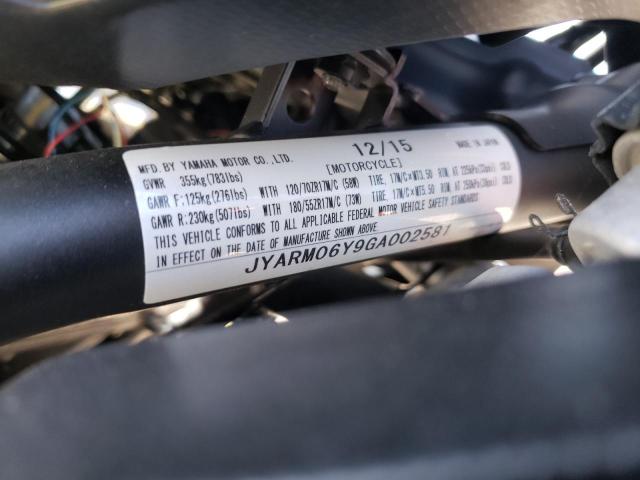 12/15
MADE IN JAPAN
MFD.BY YAMAHA MOTOR CO.,LTD. [MOTORCYCLE]
GVWR 355kg(783lbs)
GAWR F:125kg(276lbs) WITH 120/70ZR17M/C (58W) TIRE, 17M/C×MT3.50 RIM, AT 225kPa(33psi) COLD
GAWR R:230kg(507lbs) WITH 180/55ZR17M/C (73W) TIRE, 17M/C×MT5.50 RIM, AT 250kPa(36psi) COLD
THIS VEHICLE CONFORMS TO ALL APPLICABLE FEDERAL MOTOR VEHICLE SAFETY STANDARDS
IN EFFECT ON THE DATE OF MANUFACTURE SHOWN ABOVE
JYARM06Y9GA002581